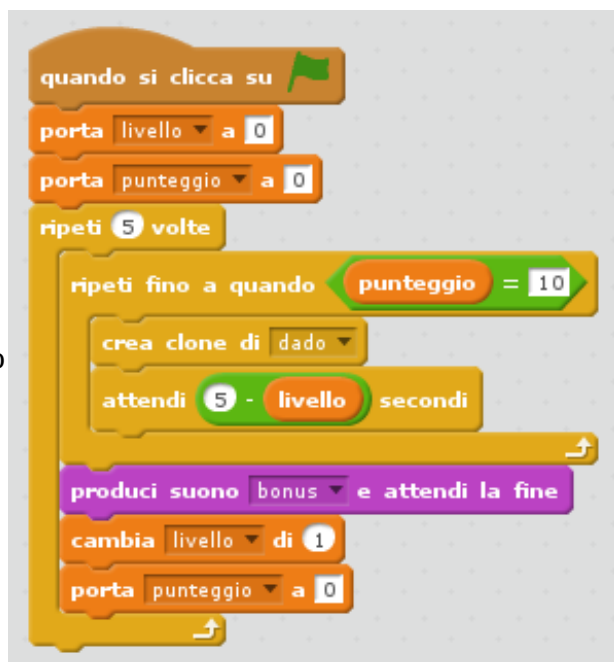 quando si clicca su
porta livello a 0
porta punteggio a 0
ripeti 5 volte
ripeti fino a quando punteggio = 10
crea clone di dado
attendi 5 - livello secondi
produci suono bonus e attendi la fine
cambia livello di 1
porta punteggio a 0